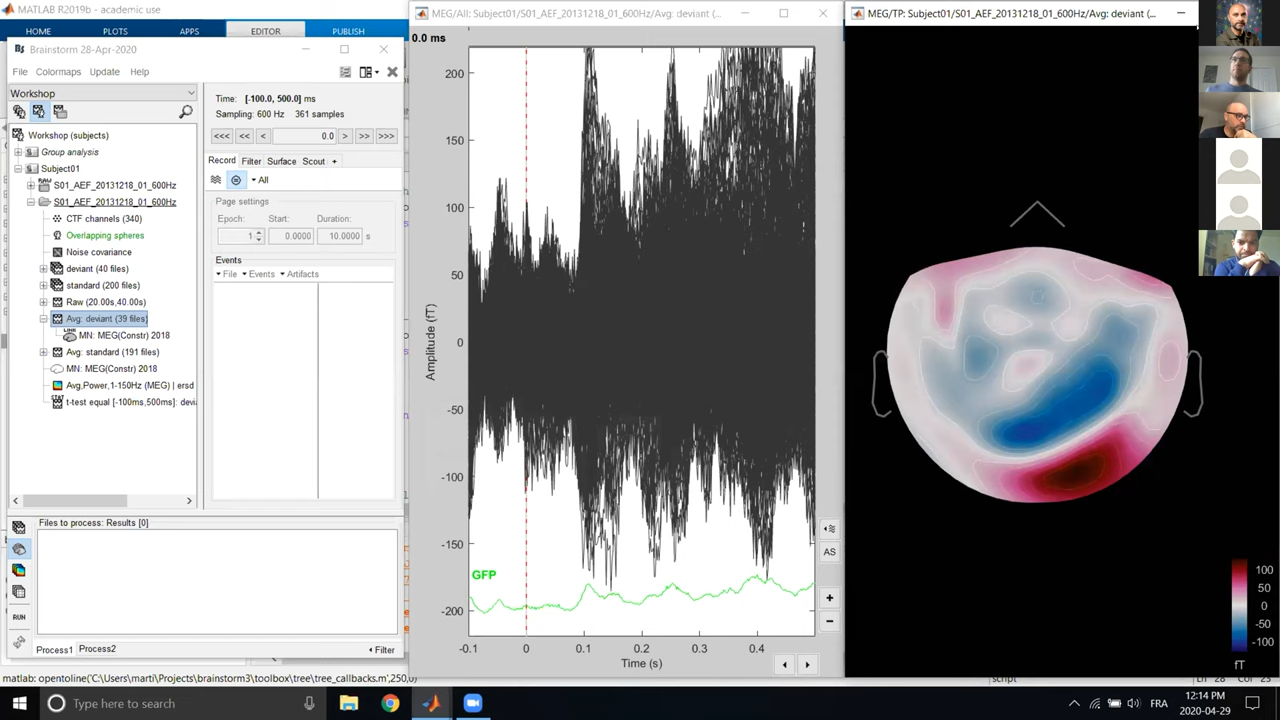 MATLAB R2019b - academic use
HOME PLOTS APPS EDITOR PUBLISH
Brainstorm 28-Apr-2020
File Colormaps Update Help
Workshop
Workshop (subjects)
Group analysis
Subject01
S01_AEF_20131218_01_600Hz
S01_AEF_20131218_01_600Hz
CTF channels (340)
Overlapping spheres
Noise covariance
deviant (40 files)
standard (200 files)
Raw (20.00s,40.00s)
Avg: deviant (39 files)
MN: MEG(Constr) 2018
Avg: standard (191 files)
MN: MEG(Constr) 2018
Avg,Power,1-150Hz (MEG) | ersd
t-test equal [-100ms,500ms]: devia
Time: [-100.0, 500.0] ms
Sampling: 600 Hz 361 samples
<<< << < 0.0 > >> >>>
Record Filter Surface Scout +
All
Page settings
Epoch: Start: Duration:
1 0.0000 10.0000 s
Events
File Events Artifacts
Files to process: Results [0]
RUN
Process1 Process2 Filter
matlab: opentoline('C:\Users\marti\Projects\brainstorm3\toolbox\tree\tree_callbacks.m',250,0)
MEG/All: Subject01/S01_AEF_20131218_01_600Hz/Avg: deviant (...
0.0 ms
200
150
100
50
0
-50
-100
-150
-200
Amplitude (fT)
GFP
-0.1 0 0.1 0.2 0.3 0.4
Time (s)
AS
+
-
MEG/TP: Subject01/S01_AEF_20131218_01_600Hz/Avg: deviant (...
100
50
0
-50
-100
fT
script
Ln 28 Col 23
Type here to search
FRA
12:14 PM
2020-04-29